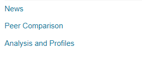 News
Peer Comparison
Analysis and Profiles